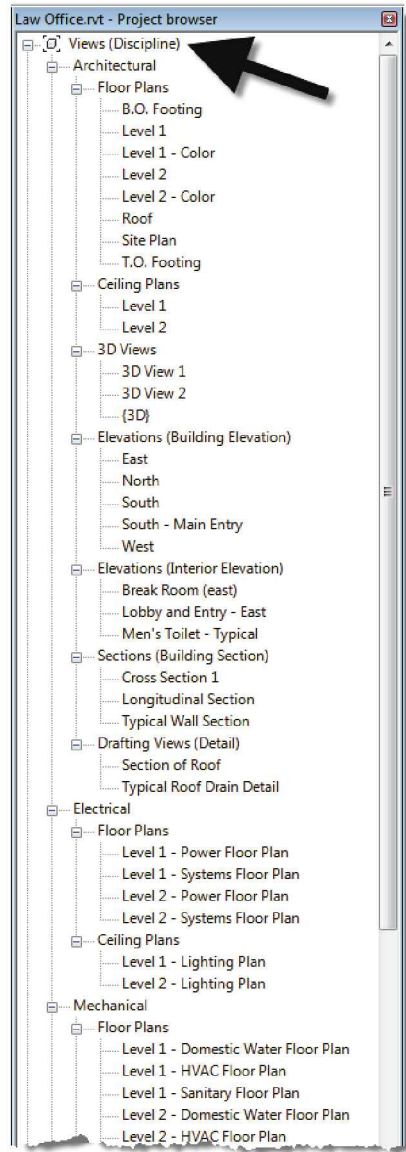 Law Office.rvt - Project browser
Views (Discipline)
Architectural
Floor Plans
B.O. Footing
Level 1
Level 1 - Color
Level 2
Level 2 - Color
Roof
Site Plan
T.O. Footing
Ceiling Plans
Level 1
Level 2
3D Views
3D View 1
3D View 2
{3D}
Elevations (Building Elevation)
East
North
South
South - Main Entry
West
Elevations (Interior Elevation)
Break Room (east)
Lobby and Entry - East
Men's Toilet - Typical
Sections (Building Section)
Cross Section 1
Longitudinal Section
Typical Wall Section
Drafting Views (Detail)
Section of Roof
Typical Roof Drain Detail
Electrical
Floor Plans
Level 1 - Power Floor Plan
Level 1 - Systems Floor Plan
Level 2 - Power Floor Plan
Level 2 - Systems Floor Plan
Ceiling Plans
Level 1 - Lighting Plan
Level 2 - Lighting Plan
Mechanical
Floor Plans
Level 1 - Domestic Water Floor Plan
Level 1 - HVAC Floor Plan
Level 1 - Sanitary Floor Plan
Level 2 - Domestic Water Floor Plan
Level 2 - HVAC Floor Plan